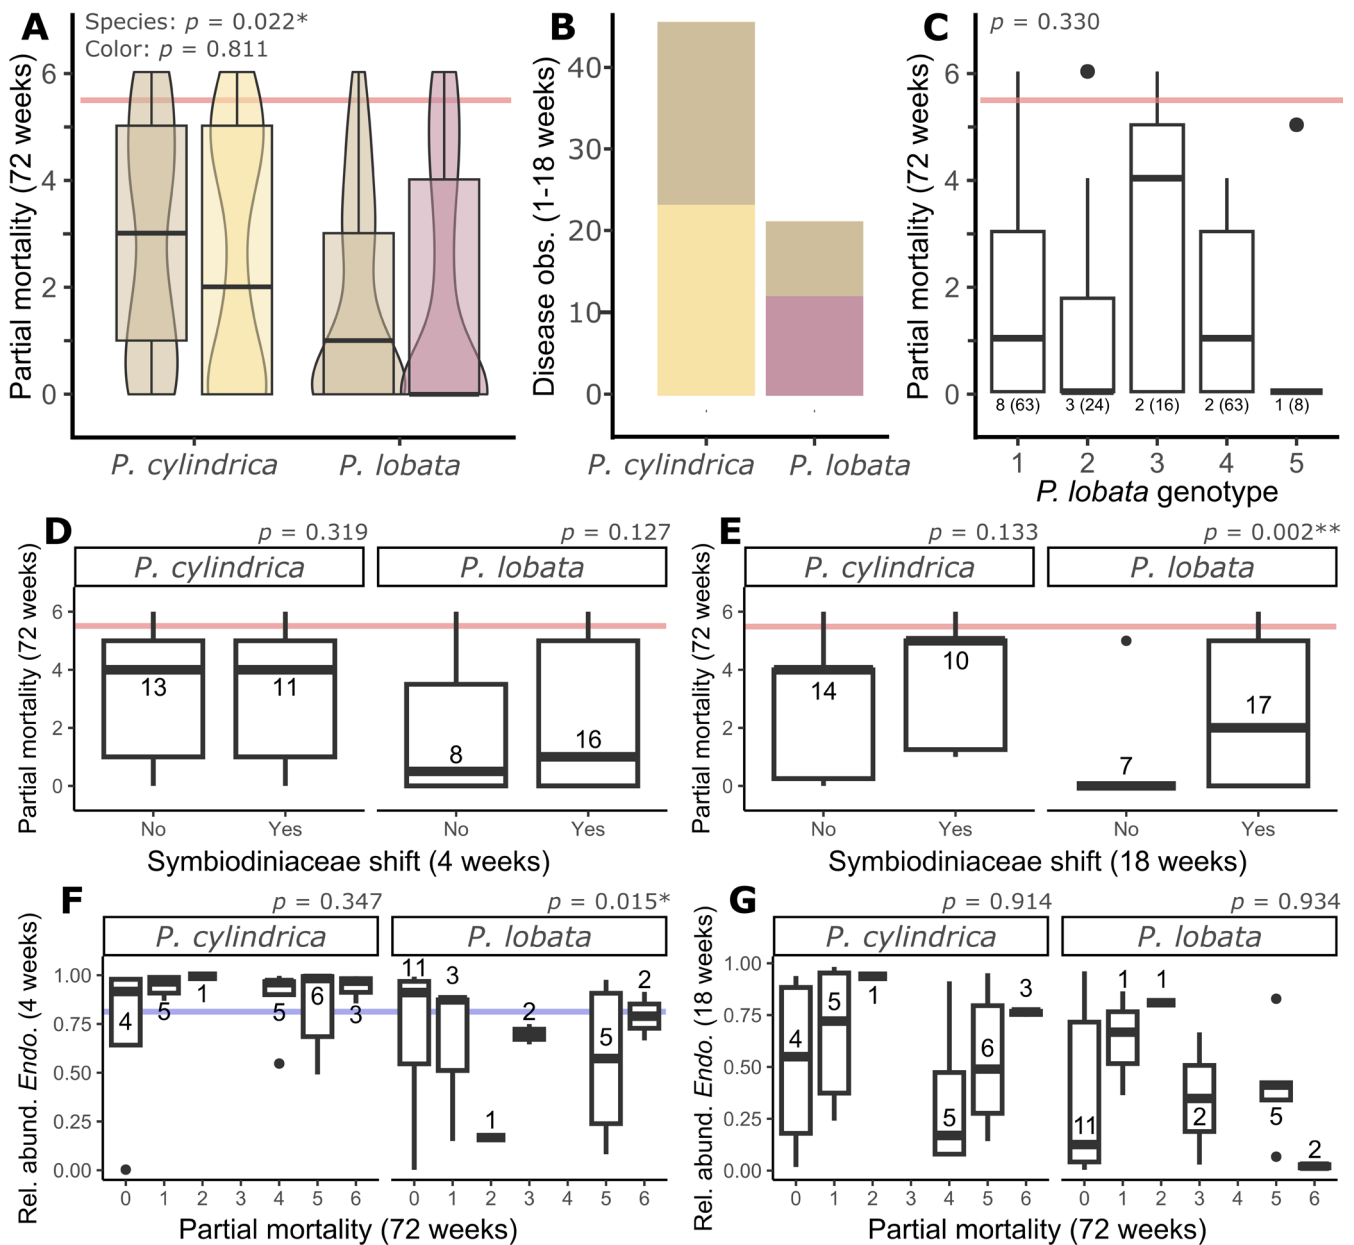 A
Species: p = 0.022*
Color: p = 0.811
Partial mortality (72 weeks)
6
4
2
0
P. cylindrica
P. lobata
B
Disease obs. (1-18 weeks)
40
30
20
10
0
P. cylindrica
P. lobata
C
p = 0.330
Partial mortality (72 weeks)
6
4
2
0
8 (63)
3 (24)
2 (16)
2 (63)
1 (8)
1
2
3
4
5
P. lobata genotype
D
p = 0.319
p = 0.127
P. cylindrica
P. lobata
Partial mortality (72 weeks)
6
4
2
0
13
11
8
16
No
Yes
No
Yes
Symbiodiniaceae shift (4 weeks)
E
p = 0.133
p = 0.002**
P. cylindrica
P. lobata
Partial mortality (72 weeks)
6
4
2
0
14
10
7
17
No
Yes
No
Yes
Symbiodiniaceae shift (18 weeks)
F
p = 0.347
p = 0.015*
P. cylindrica
P. lobata
Rel. abund. Endo. (4 weeks)
1.00
0.75
0.50
0.25
0.00
4
5
1
5
6
3
11
3
1
2
5
2
0
1
2
3
4
5
6
0
1
2
3
4
5
6
Partial mortality (72 weeks)
G
p = 0.914
p = 0.934
P. cylindrica
P. lobata
Rel. abund. Endo. (18 weeks)
1.00
0.75
0.50
0.25
0.00
4
5
1
5
6
3
11
1
1
2
5
2
0
1
2
3
4
5
6
0
1
2
3
4
5
6
Partial mortality (72 weeks)